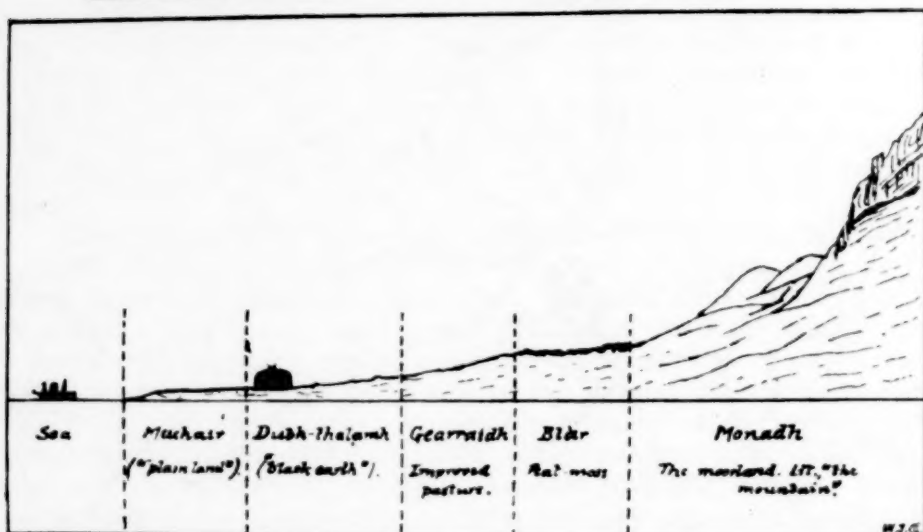 Sea
Machair
("plain land").
Dubh-thalamh
("black earth").
Gearraidh
Improved
pasture.
Blàr
Peat-moss
Monadh
The moorland. Lit., "the
mountain".